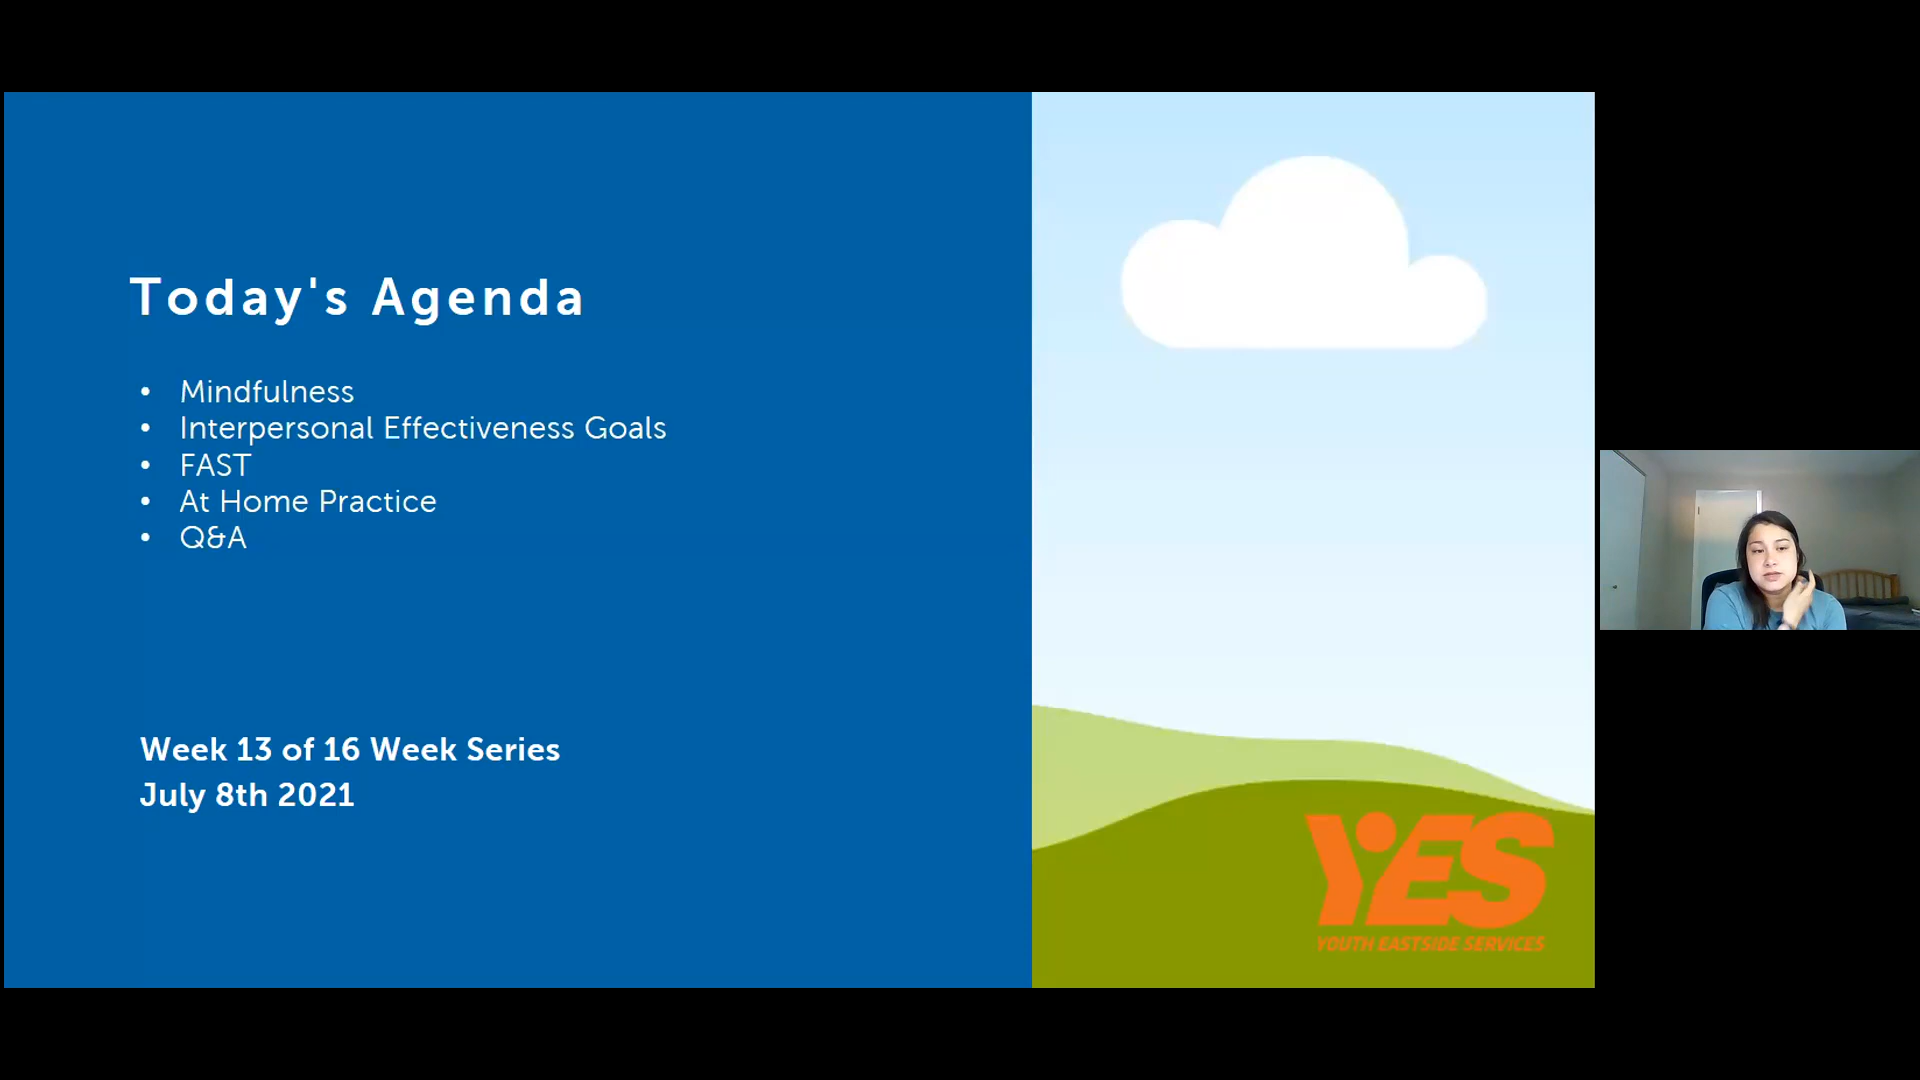 Today's Agenda
• Mindfulness
• Interpersonal Effectiveness Goals
• FAST
• At Home Practice
• Q&A
Week 13 of 16 Week Series
July 8th 2021
YES
YOUTH EASTSIDE SERVICES